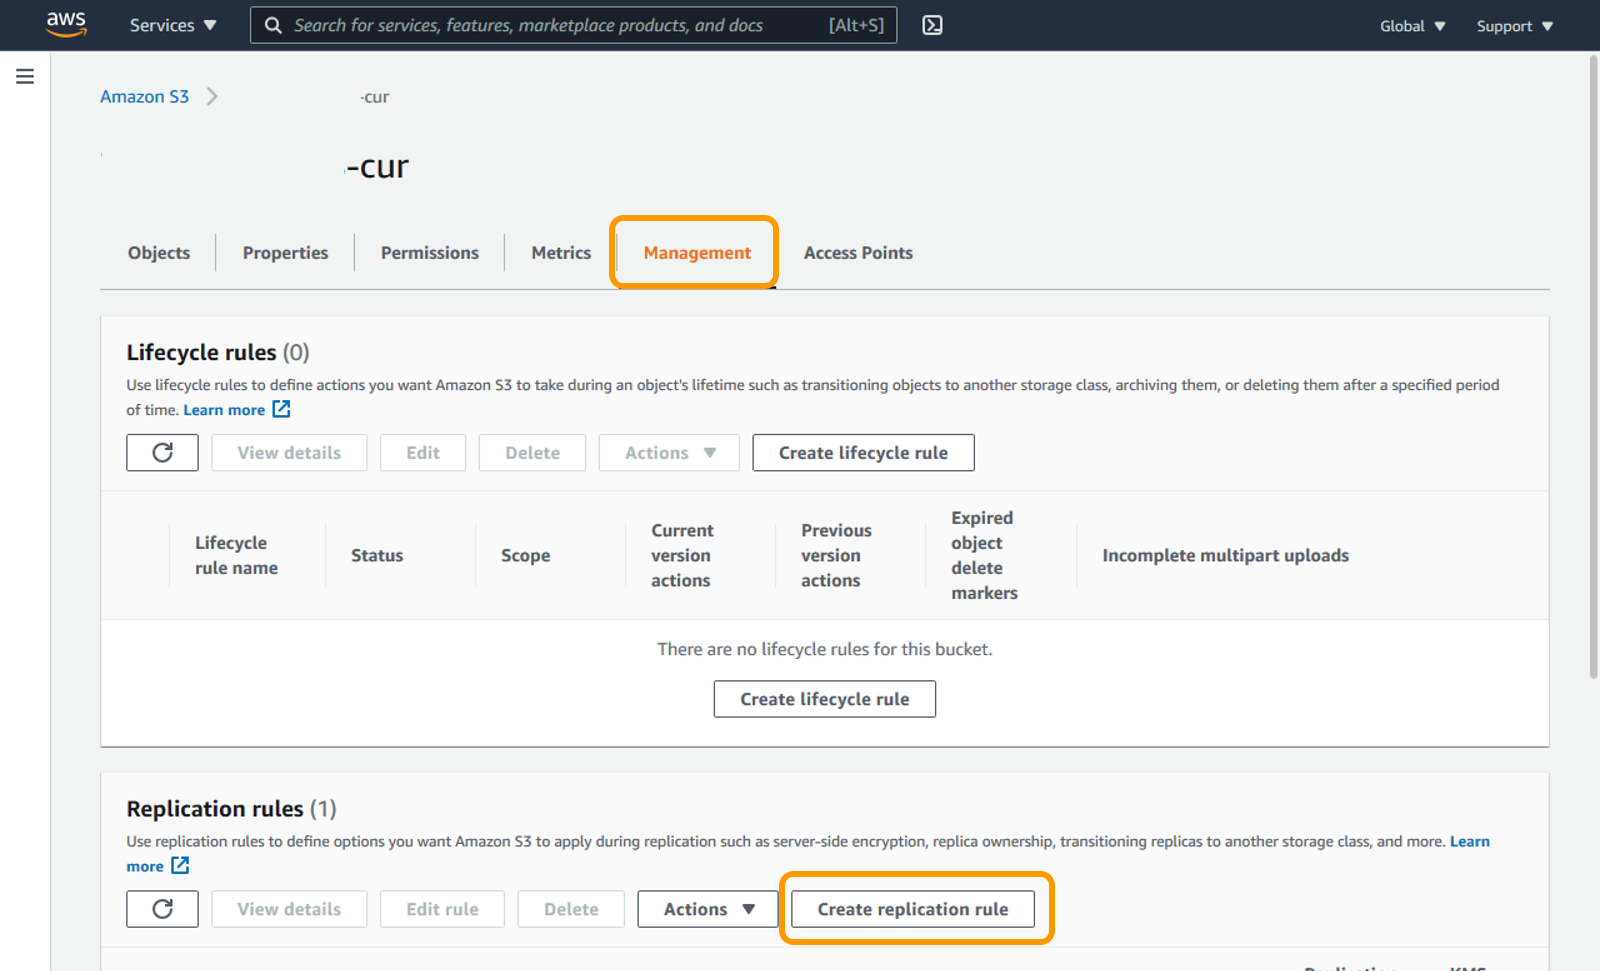 aws Services Search for services, features, marketplace products, and docs [Alt+S] Global Support
Amazon S3 -cur
-cur
Objects Properties Permissions Metrics Management Access Points
Lifecycle rules (0)
Use lifecycle rules to define actions you want Amazon S3 to take during an object's lifetime such as transitioning objects to another storage class, archiving them, or deleting them after a specified period
of time. Learn more
View details Edit Delete Actions Create lifecycle rule
Lifecycle
rule name
Status
Scope
Current
version
actions
Previous
version
actions
Expired
object
delete
markers
Incomplete multipart uploads
There are no lifecycle rules for this bucket.
Create lifecycle rule
Replication rules (1)
Use replication rules to define options you want Amazon S3 to apply during replication such as server-side encryption, replica ownership, transitioning replicas to another storage class, and more. Learn
more
View details Edit rule Delete Actions Create replication rule
Replication KMS